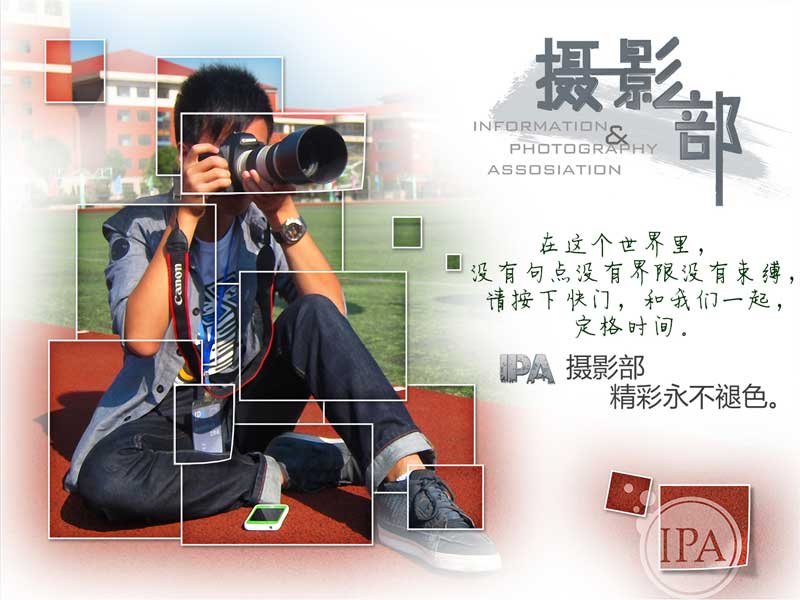 摄影部
INFORMATION
&
PHOTOGRAPHY
ASSOSIATION
在这个世界里，
没有句点没有界限没有束缚，
请按下快门，和我们一起，
定格时间。
IPA 摄影部
精彩永不褪色。
Canon
IPA